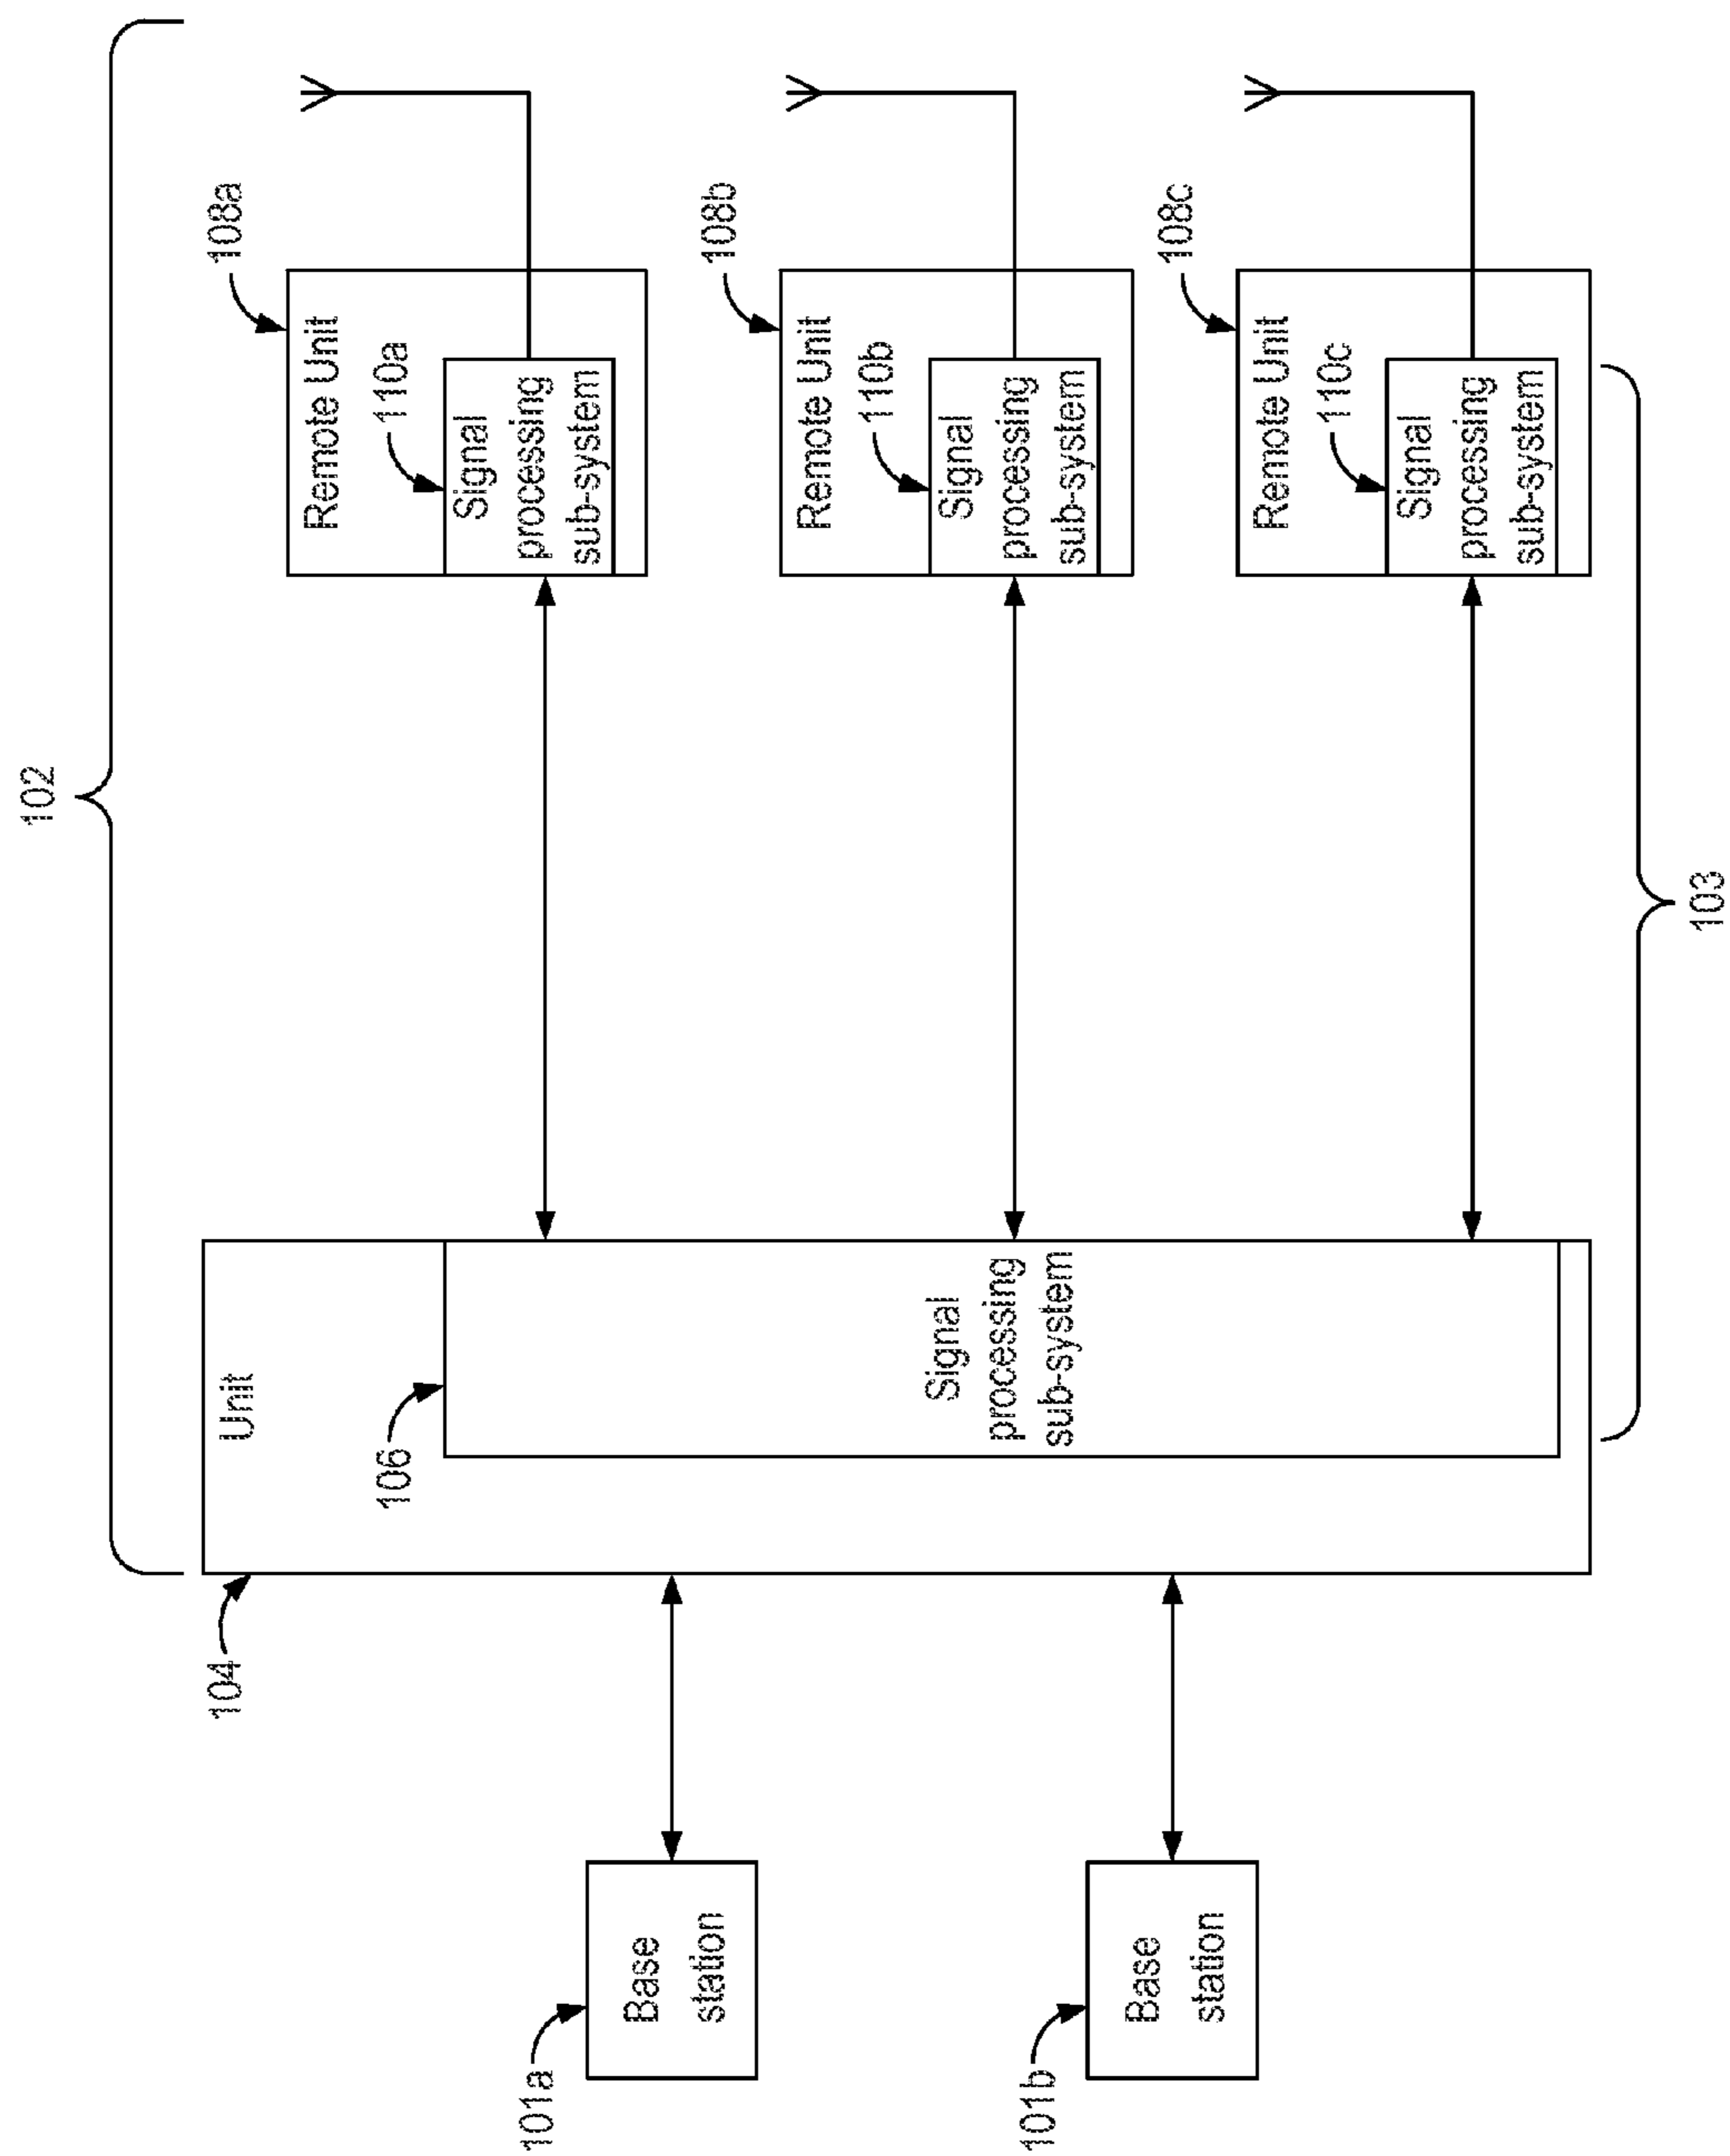 102
104
Unit
106
Signal
processing
sub-system
101a
Base
station
101b
Base
station
108a
Remote Unit
110a
Signal
processing
sub-system
108b
Remote Unit
110b
Signal
processing
sub-system
108c
Remote Unit
110c
Signal
processing
sub-system
103